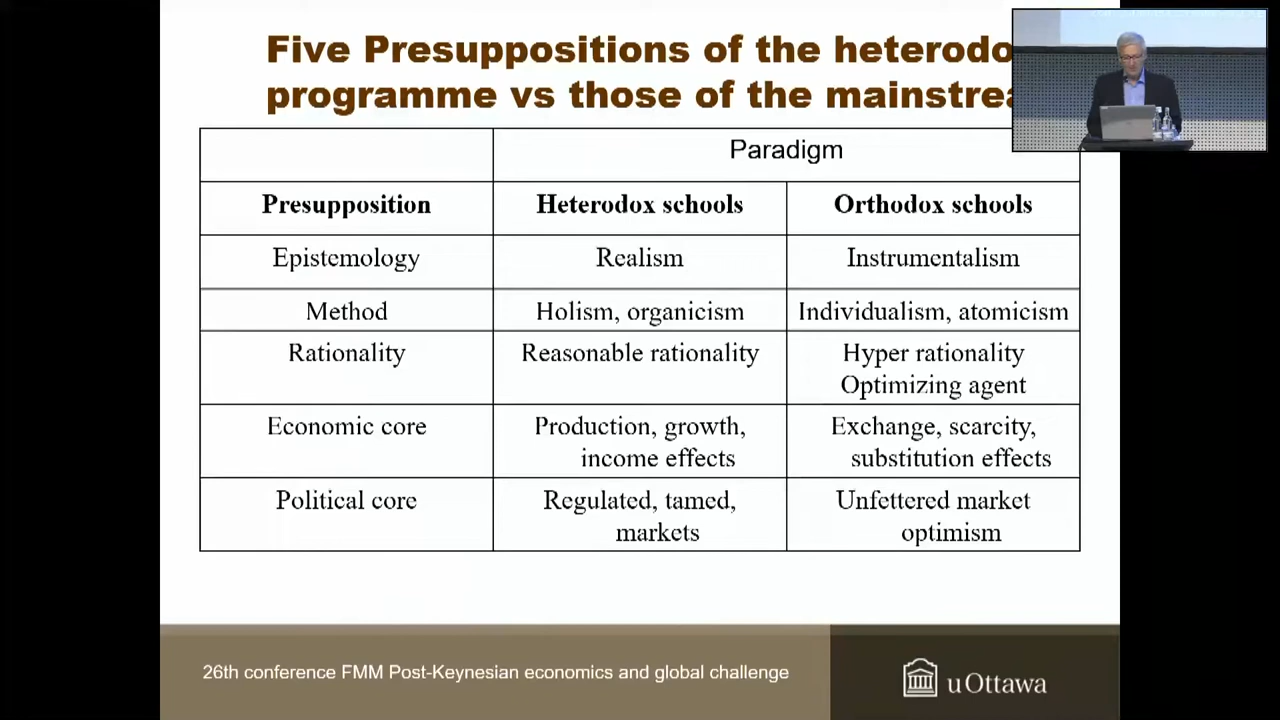 Five Presuppositions of the
programme vs those of the
Paradigm
Presupposition Heterodox schools Orthodox schools
Epistemology Realism Instrumentalism
Method Holism, organicism Individualism, atomicism
Rationality Reasonable rationality Hyper rationality
Optimizing agent
Economic core Production, growth, Exchange, scarcity,
income effects substitution effects
Political core Regulated, tamed, Unfettered market
markets optimism
26th conference FMM Post-Keynesian economics and global challenge
uOttawa